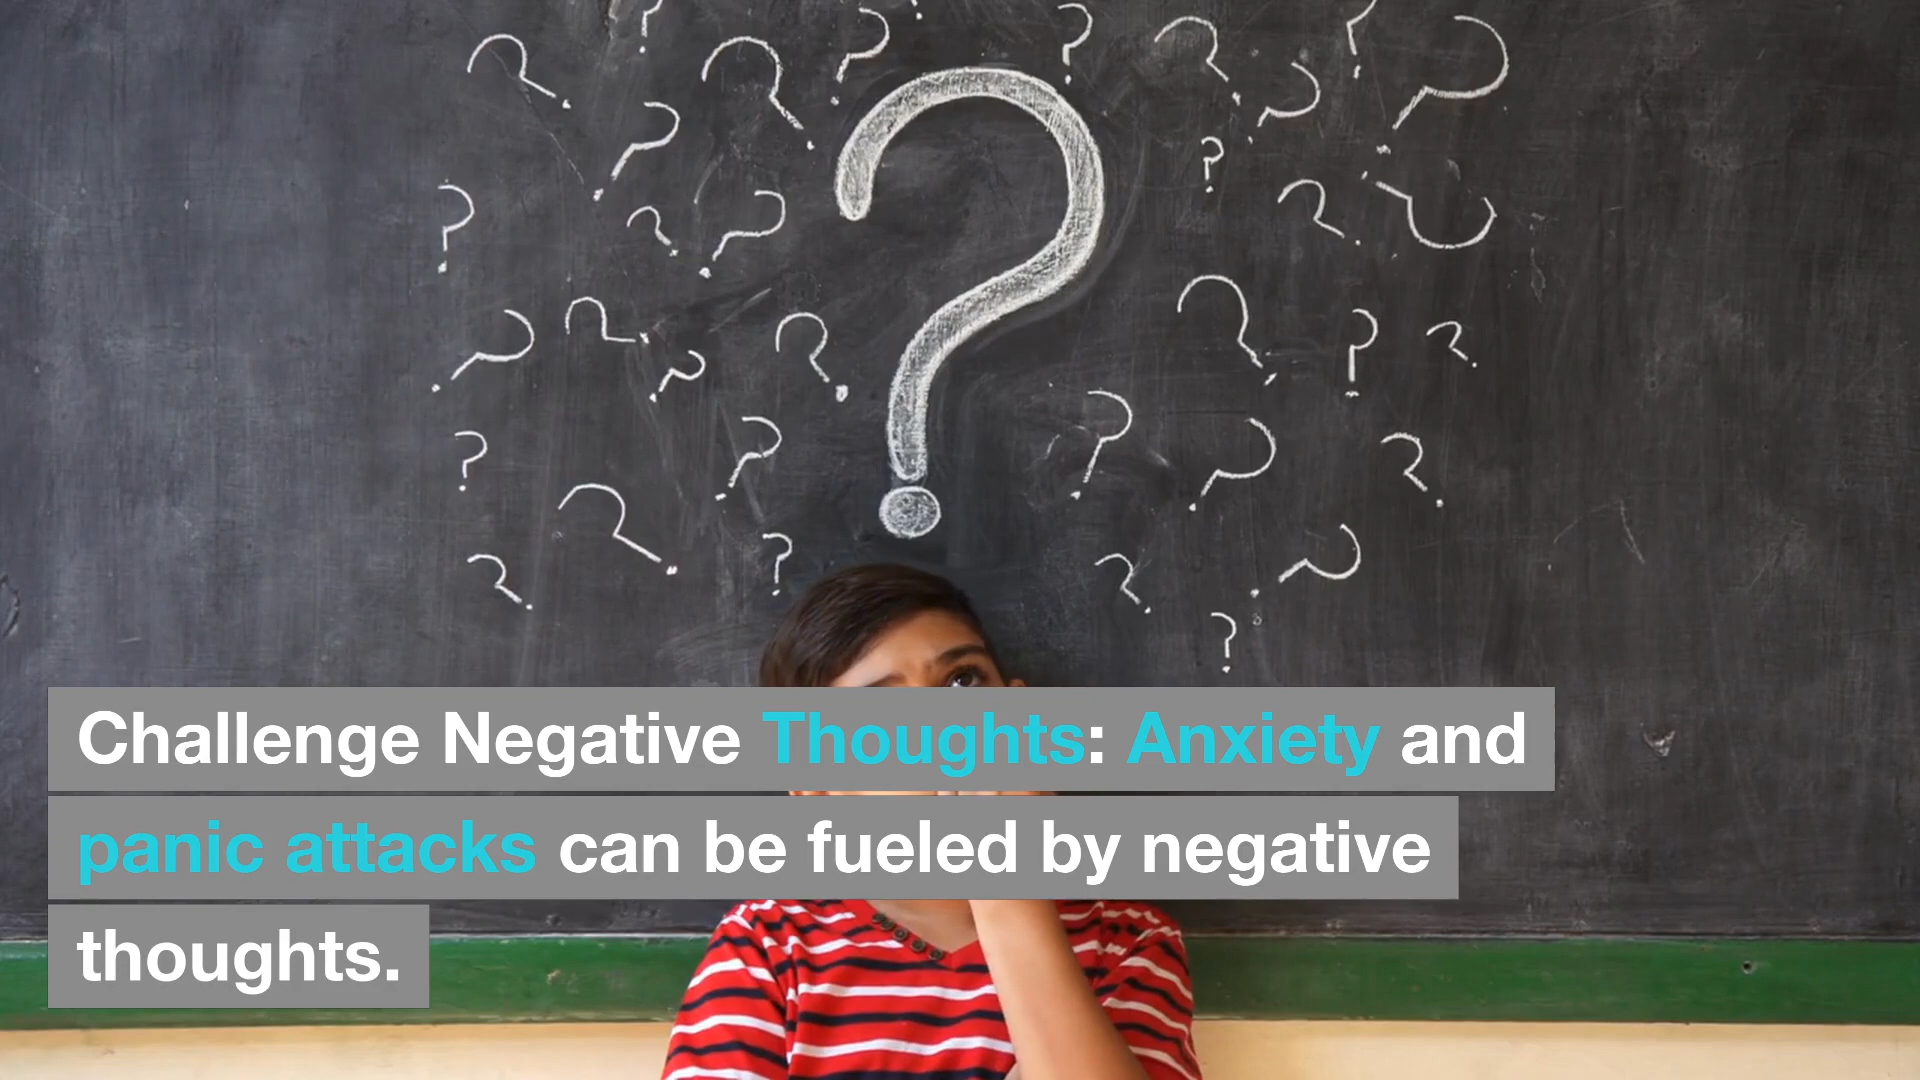 Challenge Negative Thoughts: Anxiety and
panic attacks can be fueled by negative
thoughts.